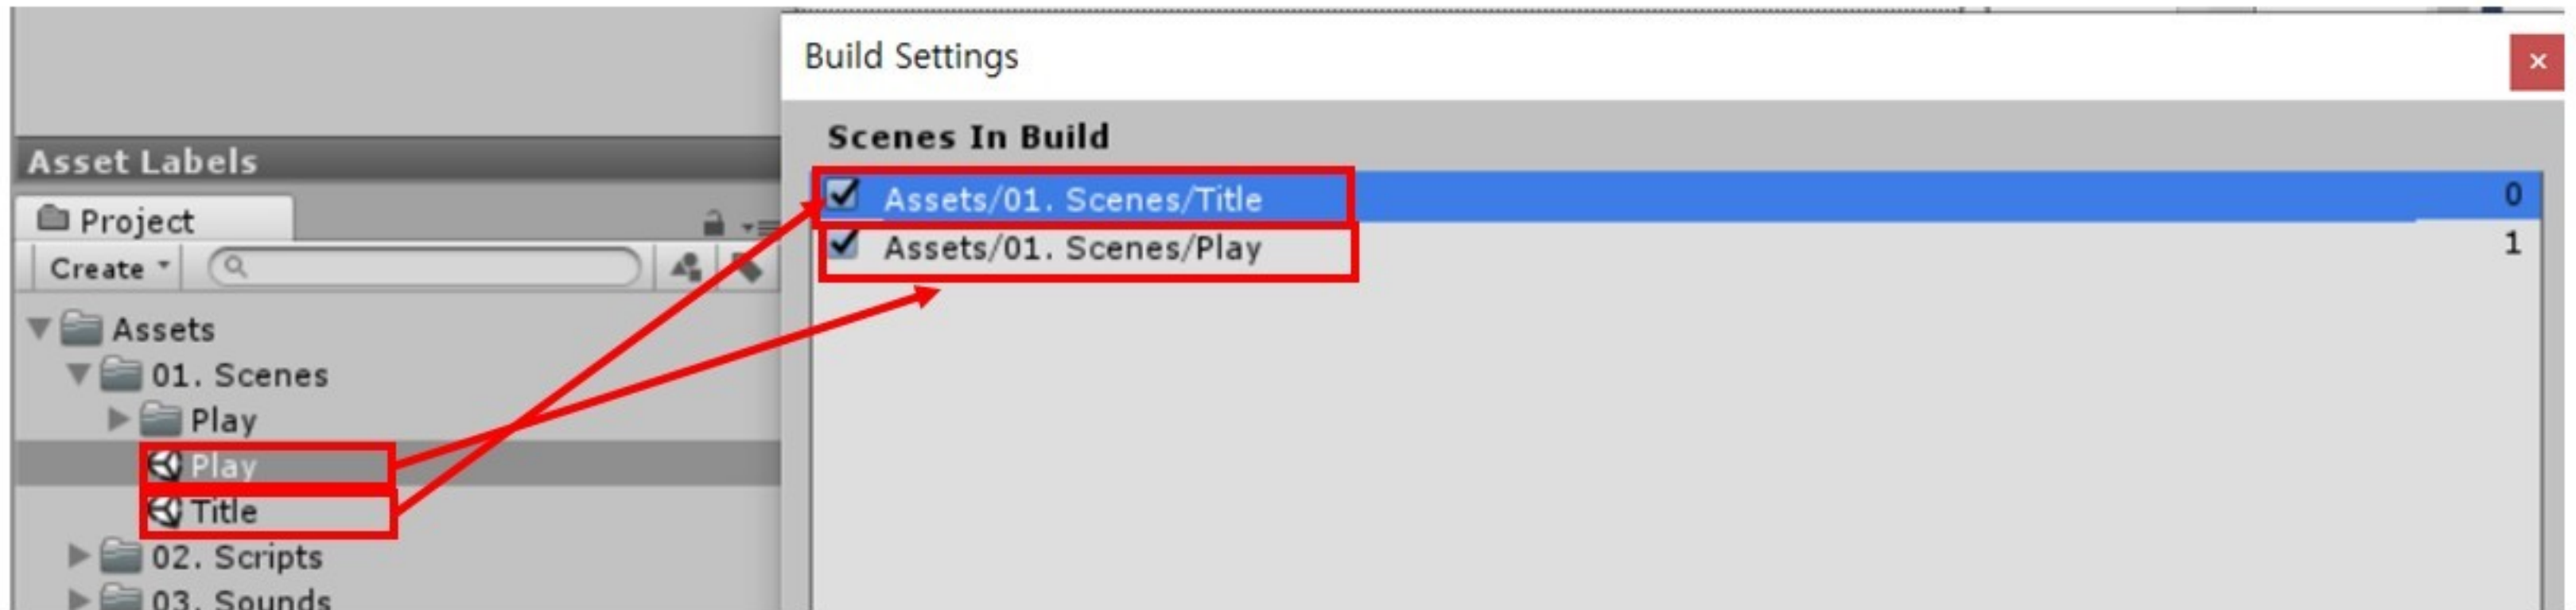 Build Settings
Scenes In Build
Assets/01. Scenes/Title 0
Assets/01. Scenes/Play 1
Asset Labels
Project
Create
Assets
01. Scenes
Play
Play
Title
02. Scripts
03. Sounds